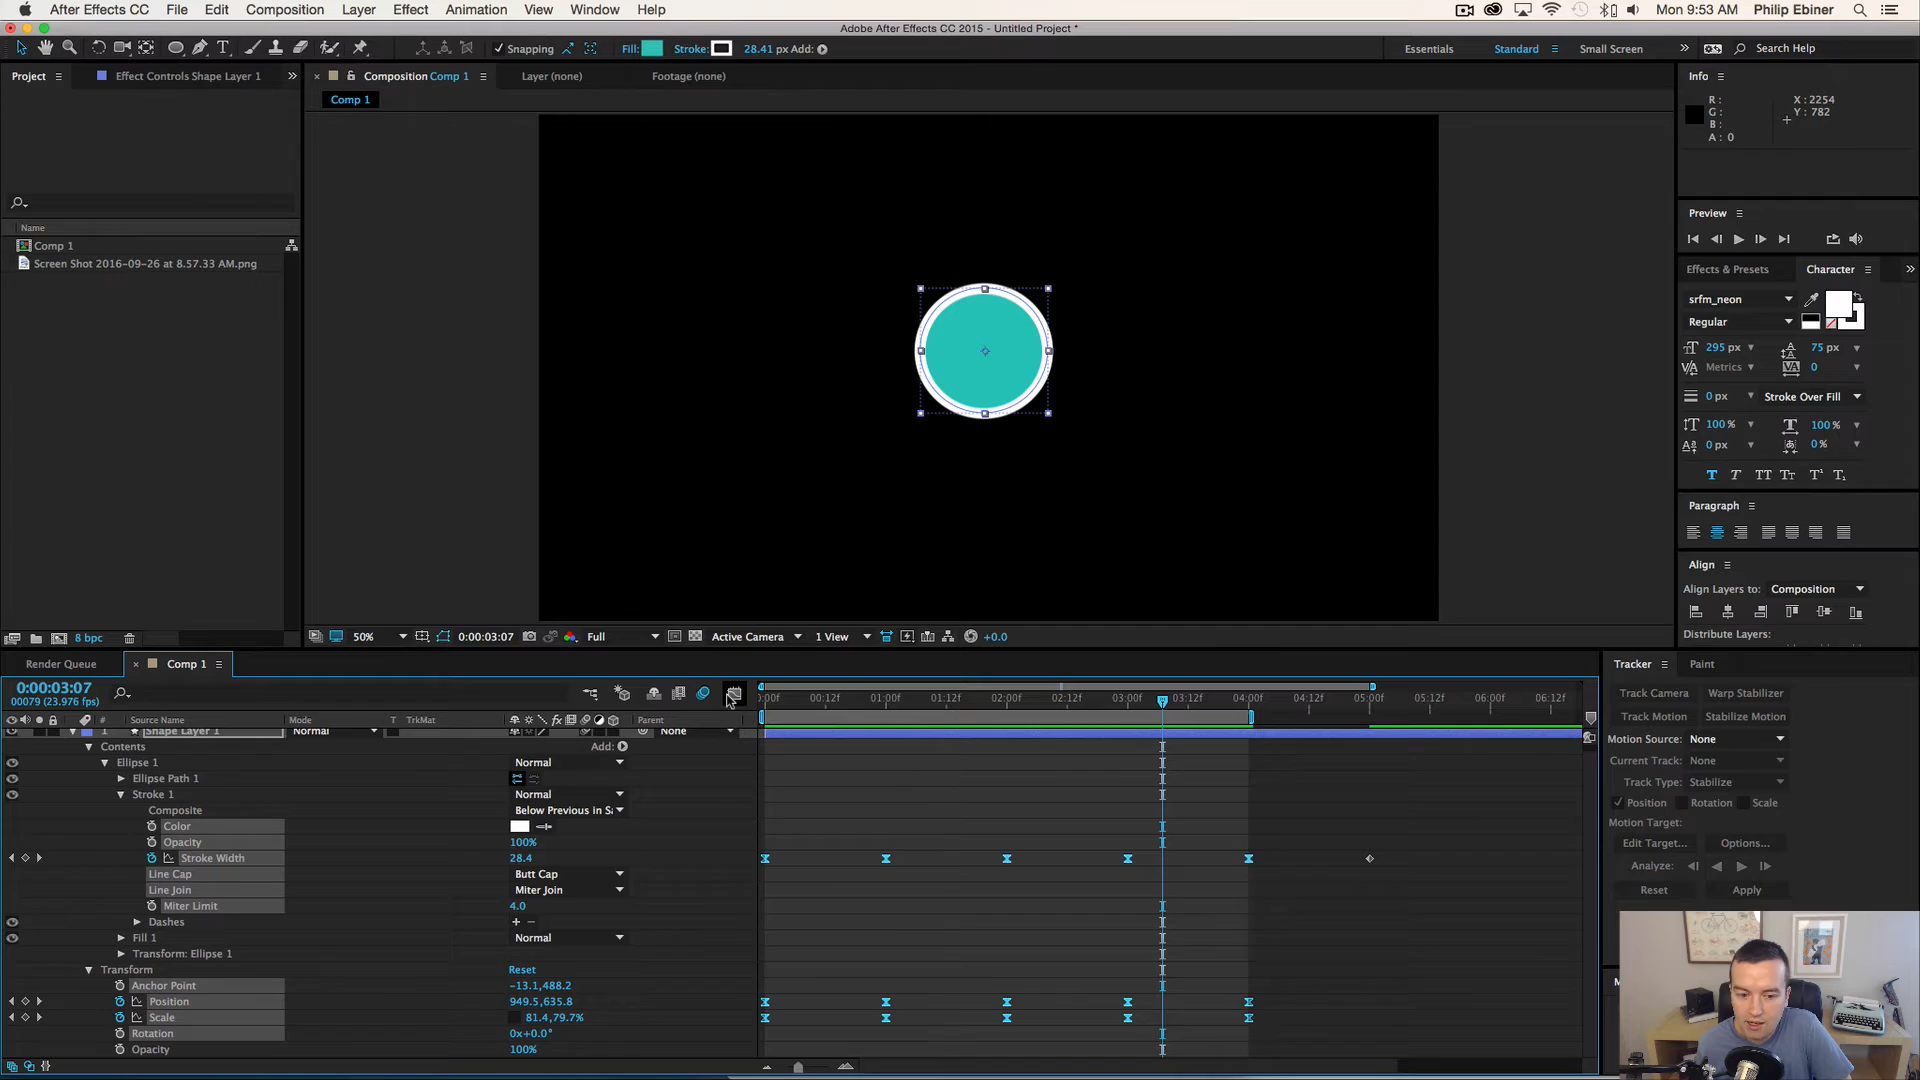 After Effects CC File Edit Composition Layer Effect Animation View Window Help Mon 9:53 AM Philip Ebiner
Adobe After Effects CC 2015 - Untitled Project *
Snapping Fill: Stroke: 28.41 px Add: Essentials Standard Small Screen Search Help
Project Effect Controls Shape Layer 1
Composition Comp 1 Layer (none) Footage (none)
Comp 1
Name
Comp 1
Screen Shot 2016-09-26 at 8.57.33 AM.png
8 bpc
50% 0:00:03:07 Full Active Camera 1 View +0.0
Info
R : X : 2254
G : Y : 782
B :
A : 0
Preview
Effects & Presets Character
srfm_neon
Regular
295 px 75 px
Metrics 0
0 px Stroke Over Fill
100 % 100 %
0 px 0 %
Paragraph
Align
Align Layers to: Composition
Distribute Layers:
Render Queue Comp 1
0:00:03:07
00079 (23.976 fps)
# Source Name Mode T TrkMat Parent
:00f 00:12f 01:00f 01:12f 02:00f 02:12f 03:00f 03:12f 04:00f 04:12f 05:00f 05:12f 06:00f 06:12f
1 Shape Layer 1 Normal None
Contents Add:
Ellipse 1 Normal
Ellipse Path 1
Stroke 1 Normal
Composite Below Previous in Sa
Color
Opacity 100%
Stroke Width 28.4
Line Cap Butt Cap
Line Join Miter Join
Miter Limit 4.0
Dashes + −
Fill 1 Normal
Transform: Ellipse 1
Transform Reset
Anchor Point −13.1,488.2
Position 949.5,635.8
Scale 81.4,79.7%
Rotation 0x+0.0°
Opacity 100%
Tracker Paint
Track Camera Warp Stabilizer
Track Motion Stabilize Motion
Motion Source: None
Current Track: None
Track Type: Stabilize
Position Rotation Scale
Motion Target:
Edit Target... Options...
Analyze:
Reset Apply